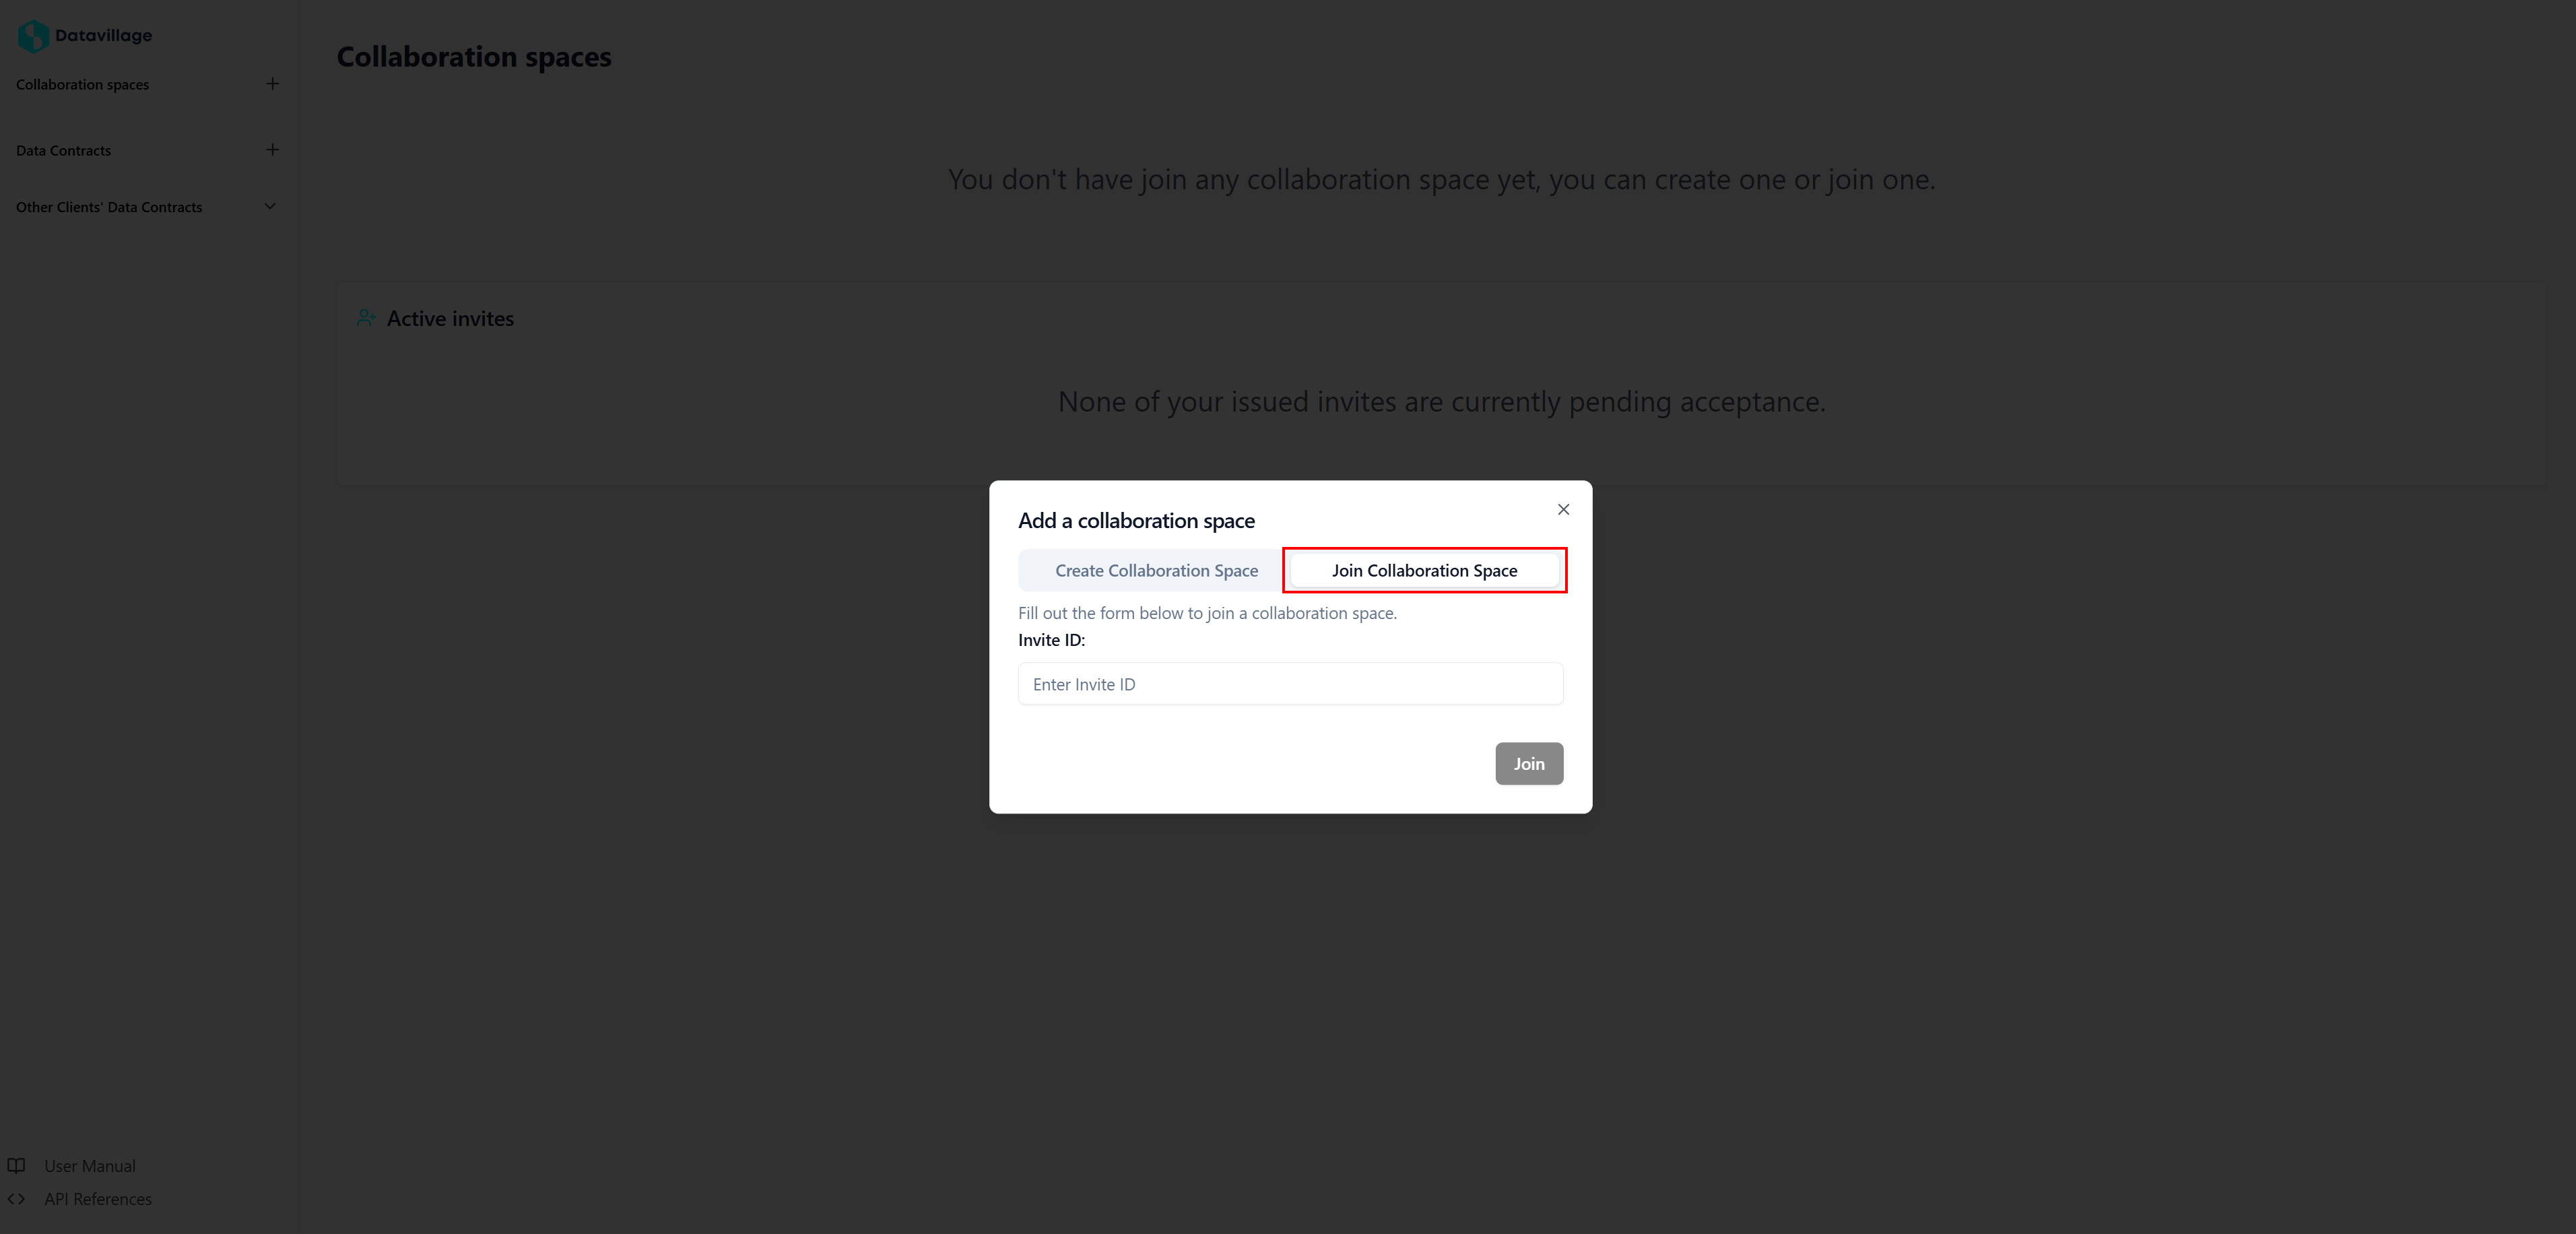 Datavillage
Collaboration spaces
Data Contracts
Other Clients' Data Contracts
User Manual
API References
Collaboration spaces
You don't have join any collaboration space yet, you can create one or join one.
Active invites
None of your issued invites are currently pending acceptance.
Add a collaboration space
Create Collaboration Space
Join Collaboration Space
Fill out the form below to join a collaboration space.
Invite ID:
Enter Invite ID
Join